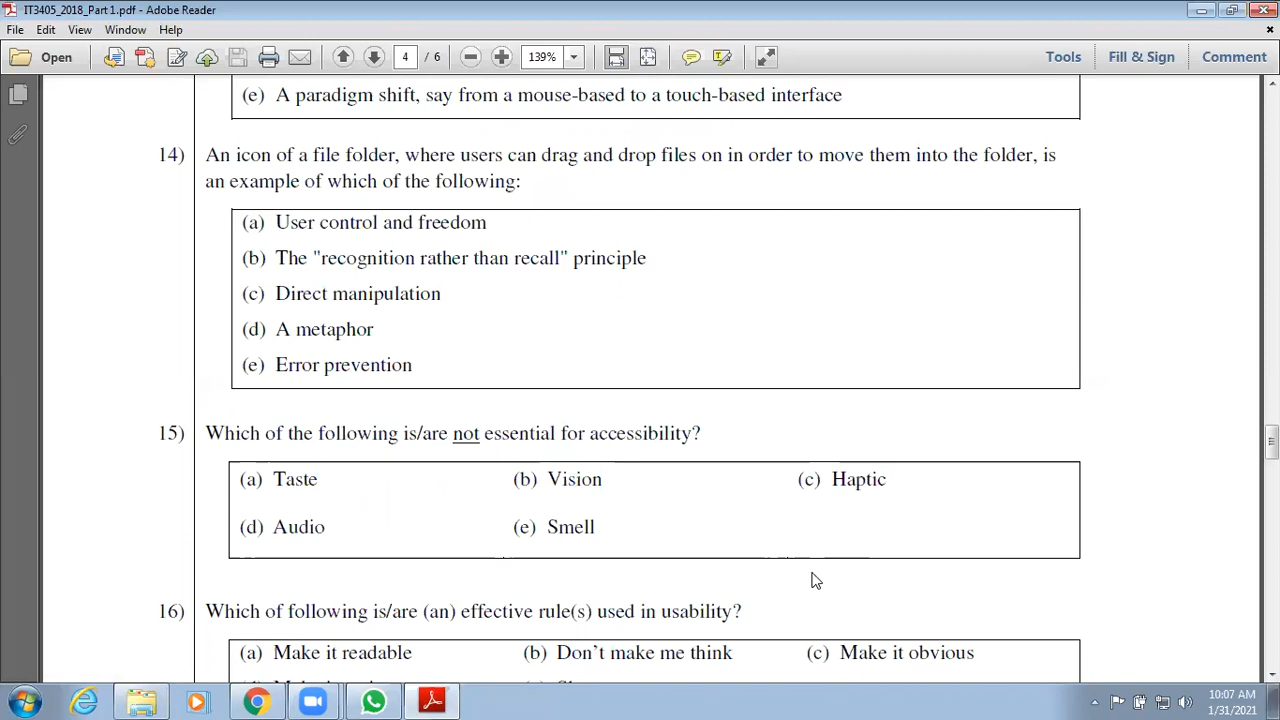 IT3405_2018_Part 1.pdf - Adobe Reader
File Edit View Window Help
Open 4 / 6 139% Tools Fill & Sign Comment
(e) A paradigm shift, say from a mouse-based to a touch-based interface
14) An icon of a file folder, where users can drag and drop files on in order to move them into the folder, is
an example of which of the following:
(a) User control and freedom
(b) The "recognition rather than recall" principle
(c) Direct manipulation
(d) A metaphor
(e) Error prevention
15) Which of the following is/are not essential for accessibility?
(a) Taste (b) Vision (c) Haptic
(d) Audio (e) Smell
16) Which of following is/are (an) effective rule(s) used in usability?
(a) Make it readable (b) Don't make me think (c) Make it obvious
10:07 AM
1/31/2021